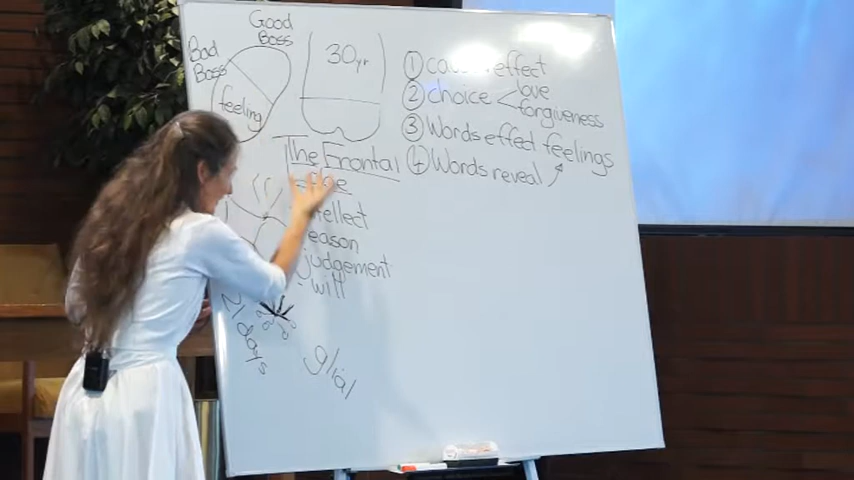 Good
Boss
Bad
Boss
feeling
30yr
The Frontal
reason
judgement
will
21
days
glial
① effect
② choice < love
forgiveness
③ Words effect feelings
④ Words reveal